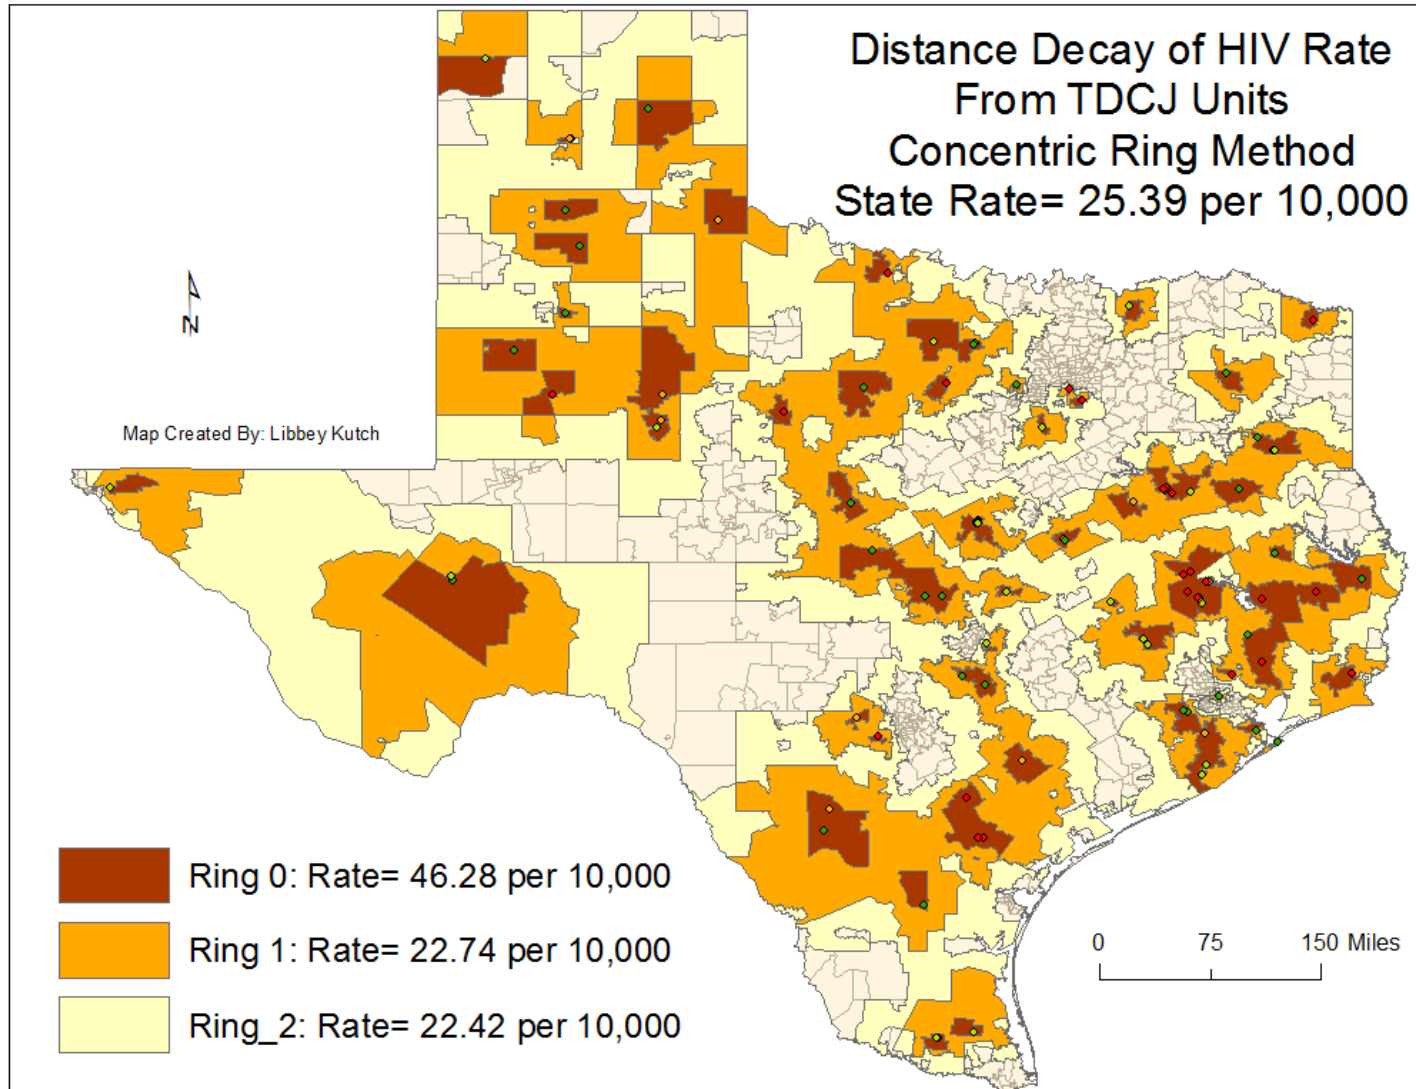 Distance Decay of HIV Rate
From TDCJ Units
Concentric Ring Method
State Rate= 25.39 per 10,000
N
Map Created By: Libbey Kutch
Ring 0: Rate= 46.28 per 10,000
Ring 1: Rate= 22.74 per 10,000
Ring_2: Rate= 22.42 per 10,000
0 75 150 Miles